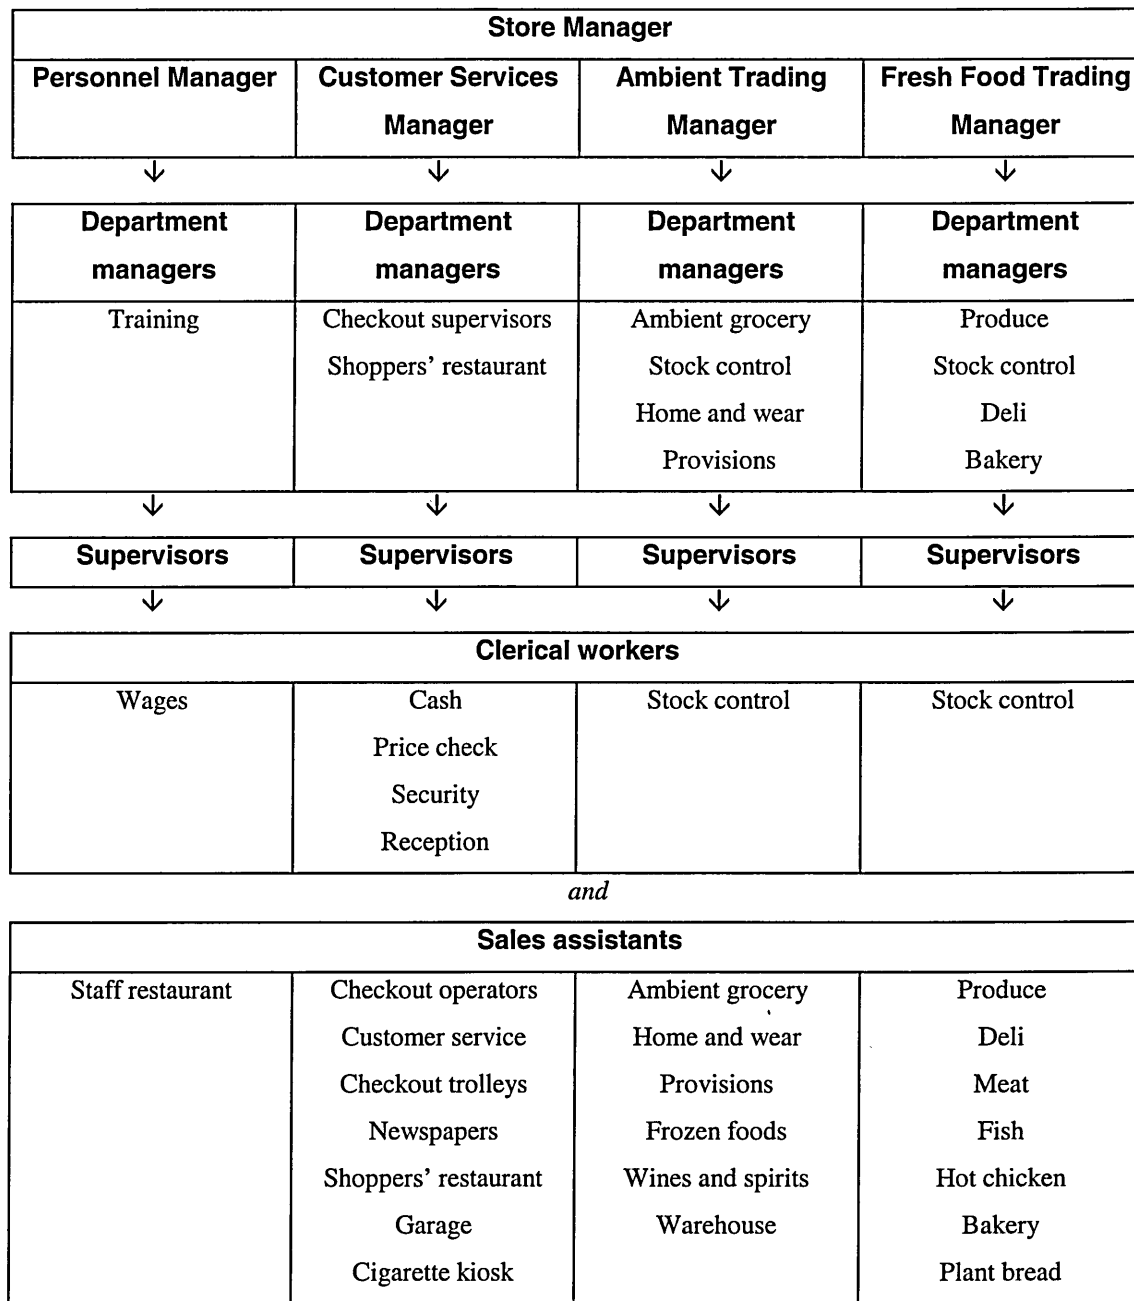 Store Manager
Personnel Manager
Customer Services
Manager
Ambient Trading
Manager
Fresh Food Trading
Manager
↓ ↓ ↓ ↓
Department
managers
Department
managers
Department
managers
Department
managers
Training
Checkout supervisors
Shoppers’ restaurant
Ambient grocery
Stock control
Home and wear
Provisions
Produce
Stock control
Deli
Bakery
↓ ↓ ↓ ↓
Supervisors Supervisors Supervisors Supervisors
↓ ↓ ↓ ↓
Clerical workers
Wages
Cash
Price check
Security
Reception
Stock control
Stock control
and
Sales assistants
Staff restaurant
Checkout operators
Customer service
Checkout trolleys
Newspapers
Shoppers’ restaurant
Garage
Cigarette kiosk
Ambient grocery
Home and wear
Provisions
Frozen foods
Wines and spirits
Warehouse
Produce
Deli
Meat
Fish
Hot chicken
Bakery
Plant bread